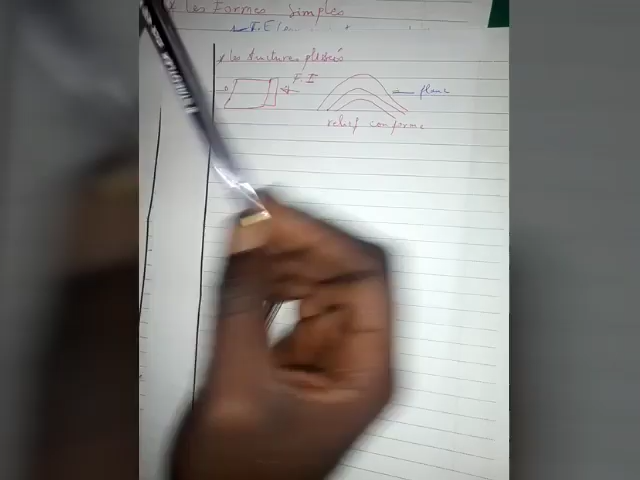 x Les Formes Simples
F.E
x Les structures plissés
F.E
flanc
relief conforme